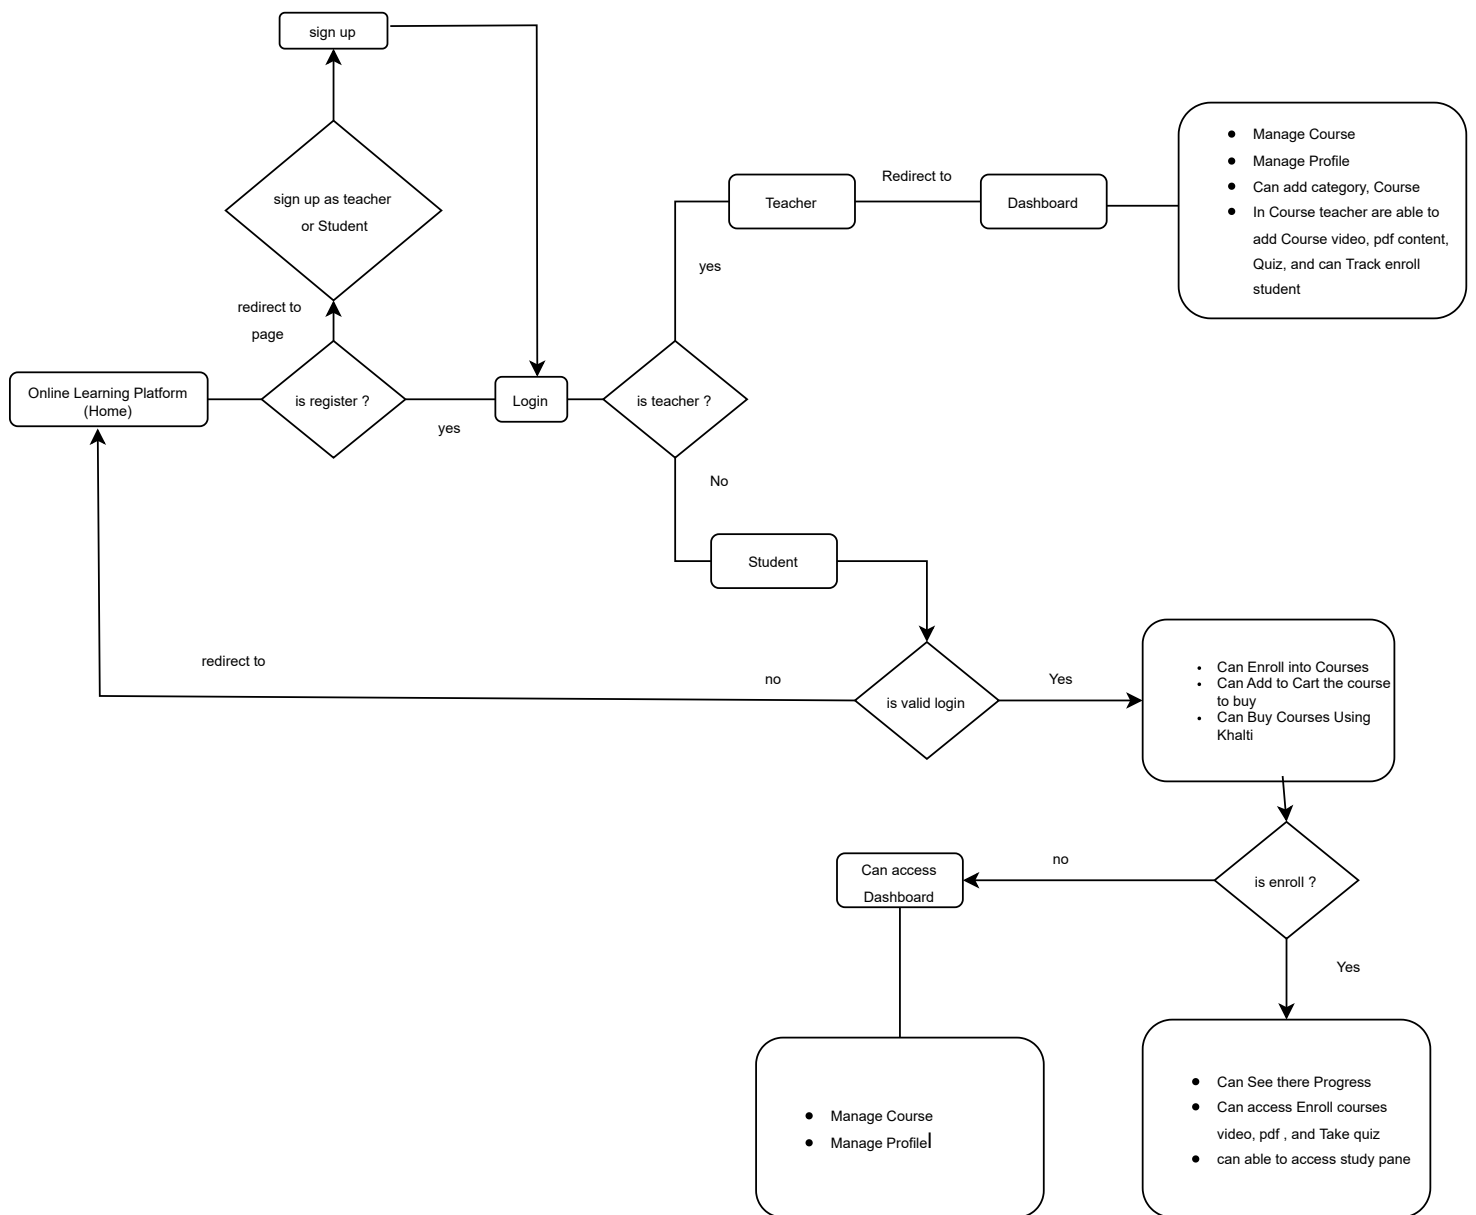 sign up
sign up as teacher
or Student
redirect to
page
Online Learning Platform
(Home)
is register ?
yes
Login
is teacher ?
yes
Teacher
Redirect to
Dashboard
Manage Course
Manage Profile
Can add category, Course
In Course teacher are able to
add Course video, pdf content,
Quiz, and can Track enroll
student
No
Student
is valid login
no
redirect to
Yes
Can Enroll into Courses
Can Add to Cart the course
to buy
Can Buy Courses Using
Khalti
is enroll ?
no
Can access
Dashboard
Manage Course
Manage Profile
Yes
Can See there Progress
Can access Enroll courses
video, pdf , and Take quiz
can able to access study pane